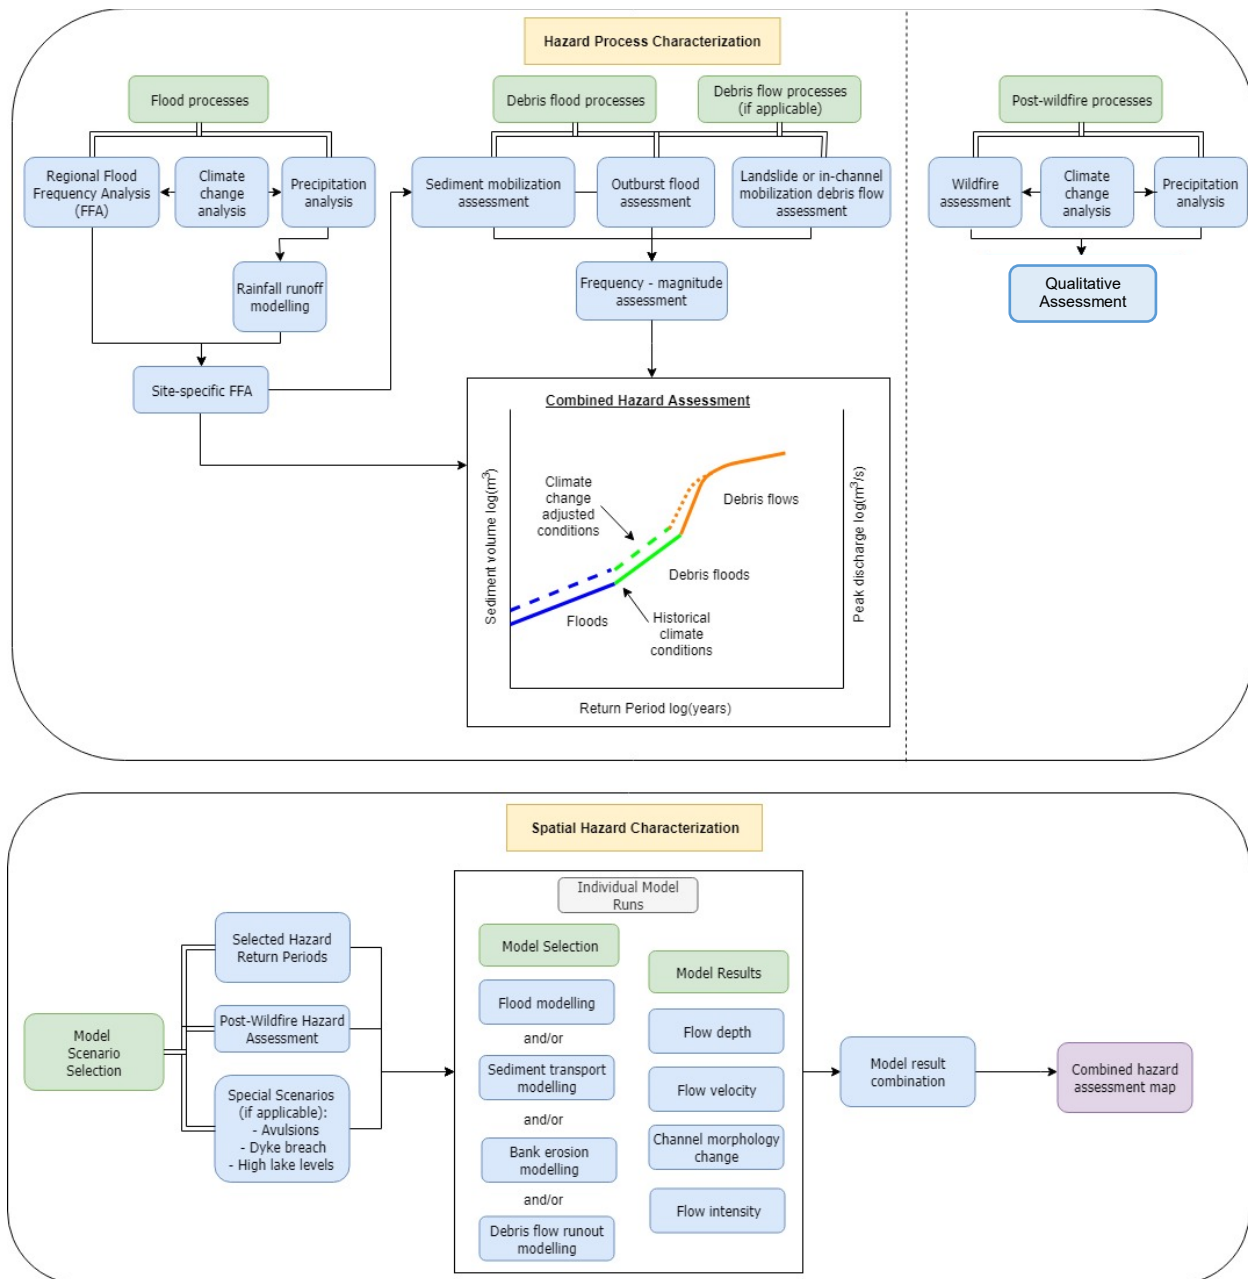 Hazard Process Characterization
Flood processes
Debris flood processes
Debris flow processes
(if applicable)
Post-wildfire processes
Regional Flood
Frequency Analysis
(FFA)
Climate
change
analysis
Precipitation
analysis
Sediment mobilization
assessment
Outburst flood
assessment
Landslide or in-channel
mobilization debris flow
assessment
Wildfire
assessment
Climate
change
analysis
Precipitation
analysis
Rainfall runoff
modelling
Frequency - magnitude
assessment
Qualitative
Assessment
Site-specific FFA
Combined Hazard Assessment
Sediment volume log(m³)
Climate
change
adjusted
conditions
Debris flows
Debris floods
Floods
Historical
climate
conditions
Peak discharge log(m³/s)
Return Period log(years)
Spatial Hazard Characterization
Model
Scenario
Selection
Selected Hazard
Return Periods
Post-Wildfire Hazard
Assessment
Special Scenarios
(if applicable):
- Avulsions
- Dyke breach
- High lake levels
Individual Model
Runs
Model Selection
Flood modelling
and/or
Sediment transport
modelling
and/or
Bank erosion
modelling
and/or
Debris flow runout
modelling
Model Results
Flow depth
Flow velocity
Channel morphology
change
Flow intensity
Model result
combination
Combined hazard
assessment map